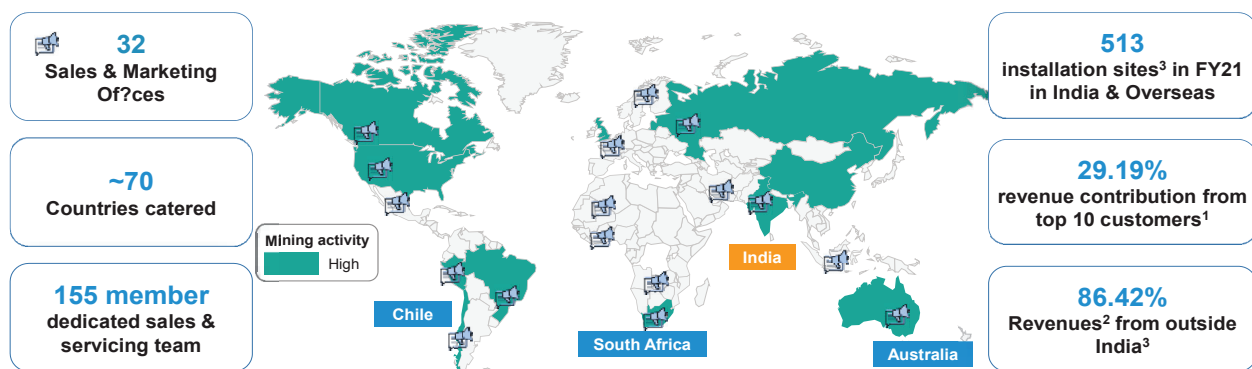 32
Sales & Marketing
Of?ces
~70
Countries catered
155 member
dedicated sales &
servicing team
Mining activity
High
Chile
South Africa
India
Australia
513
installation sites³ in FY21
in India & Overseas
29.19%
revenue contribution from
top 10 customers¹
86.42%
Revenues² from outside
India³